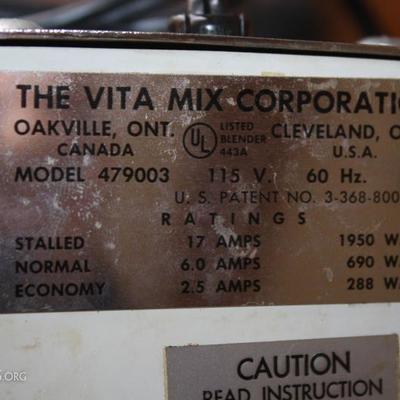 THE VITA MIX CORPORATIO
OAKVILLE, ONT.
CANADA
UL
LISTED
BLENDER
443A
CLEVELAND, O
U.S.A.
MODEL 479003 115 V. 60 Hz.
U. S. PATENT NO. 3-368-800
RATINGS
STALLED 17 AMPS 1950 W
NORMAL 6.0 AMPS 690 W
ECONOMY 2.5 AMPS 288 W
CAUTION
READ INSTRUCTION
.ORG